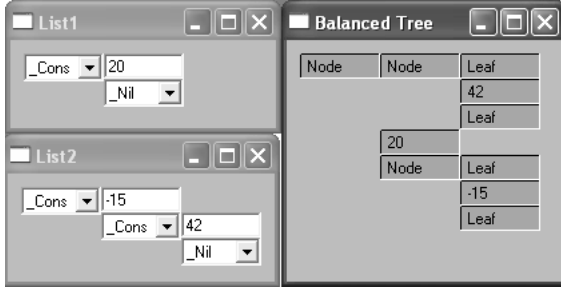 List1
_Cons 20
_Nil
List2
_Cons -15
_Cons 42
_Nil
Balanced Tree
Node Node Leaf
42
Leaf
20
Node Leaf
-15
Leaf